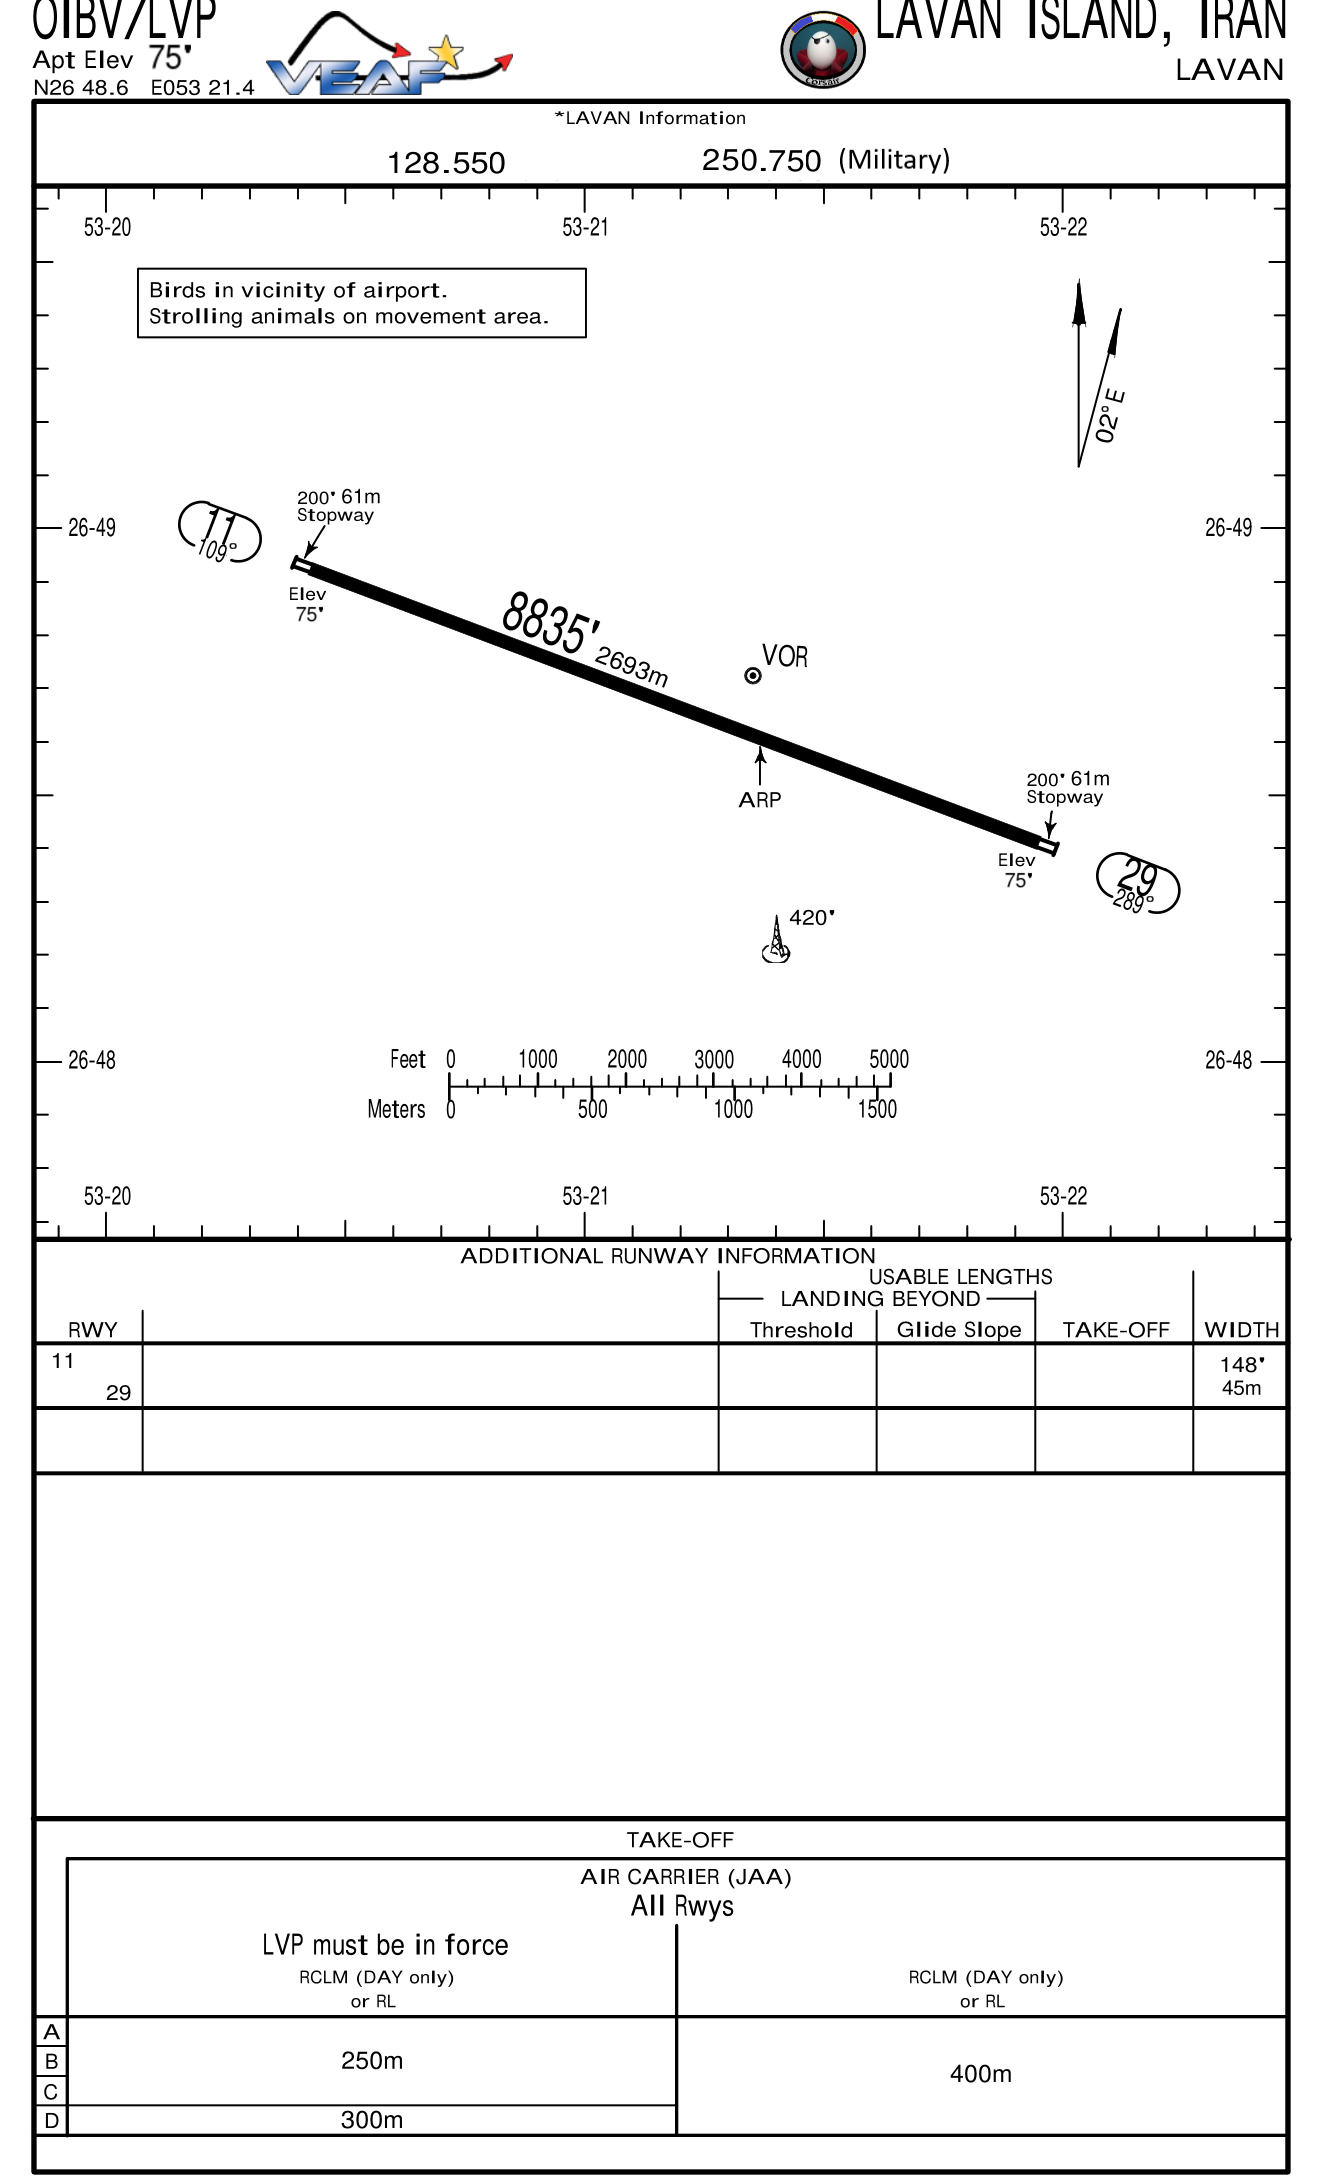 OIBV/LVP
LAVAN ISLAND, IRAN
Apt Elev 75'
LAVAN
N26 48.6 E053 21.4
VEAF
Corsair
*LAVAN Information
128.550 250.750 (Military)
53-20 53-21 53-22
Birds in vicinity of airport.
Strolling animals on movement area.
02°E
200' 61m
Stopway
26-49 26-49
11
109°
Elev
75'
8835' 2693m
VOR
ARP
200' 61m
Stopway
Elev
75'
29
289°
420'
26-48 26-48
Feet 0 1000 2000 3000 4000 5000
Meters 0 500 1000 1500
53-20 53-21 53-22
ADDITIONAL RUNWAY INFORMATION
USABLE LENGTHS
LANDING BEYOND
RWY Threshold Glide Slope TAKE-OFF WIDTH
11 148'
29 45m
TAKE-OFF
AIR CARRIER (JAA)
All Rwys
LVP must be in force
RCLM (DAY only) RCLM (DAY only)
or RL or RL
A
B 250m
400m
C
D 300m